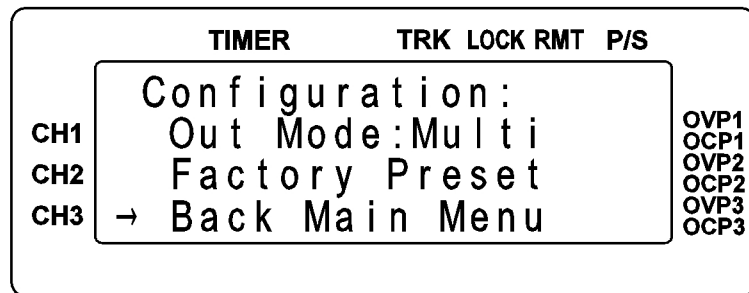 TIMER TRK LOCK RMT P/S
Configuration:
CH1 Out Mode:Multi OVP1
OCP1
CH2 Factory Preset OVP2
OCP2
CH3 → Back Main Menu OVP3
OCP3